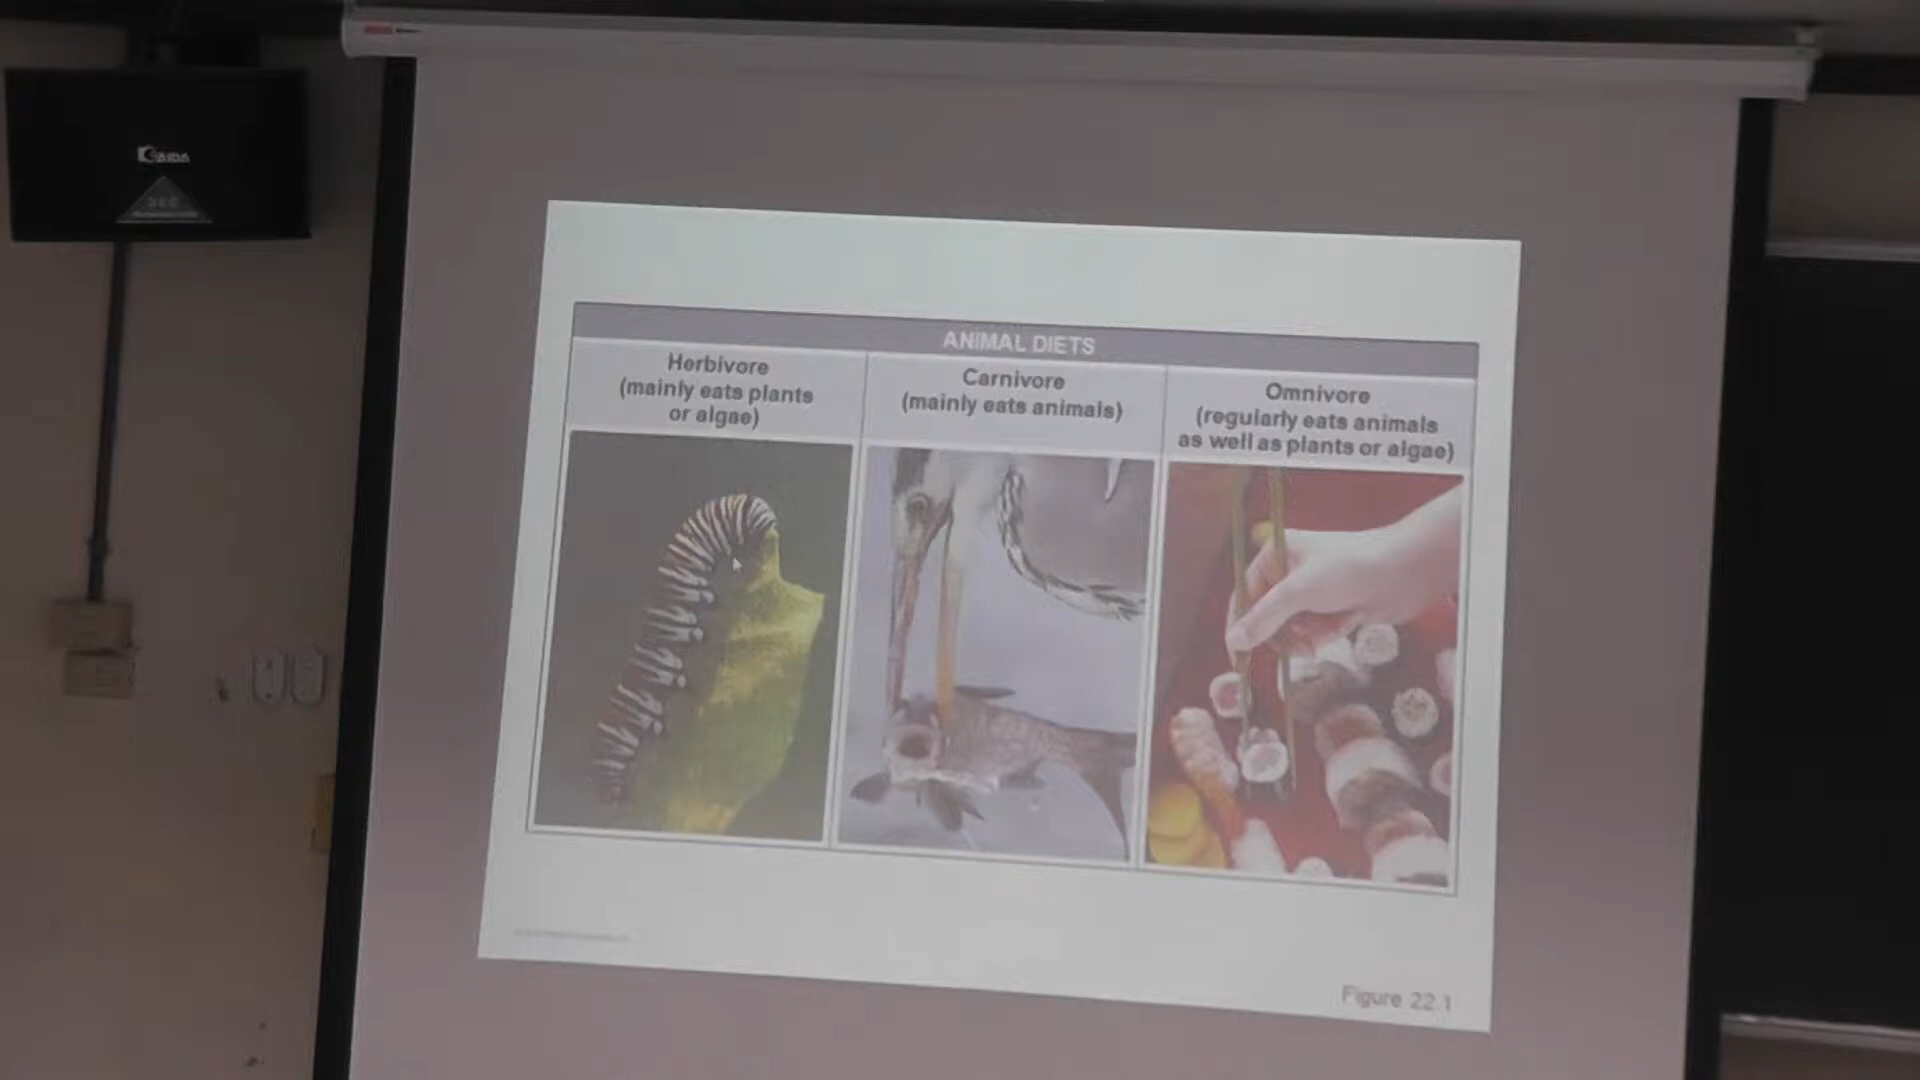 ANIMAL DIETS
Herbivore
(mainly eats plants
or algae)
Carnivore
(mainly eats animals)
Omnivore
(regularly eats animals
as well as plants or algae)
Figure 22.1